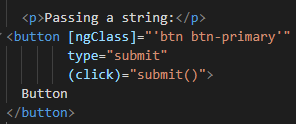 <p>Passing a string:</p>
<button [ngClass]="'btn btn-primary'"
type="submit"
(click)="submit()">
Button
</button>